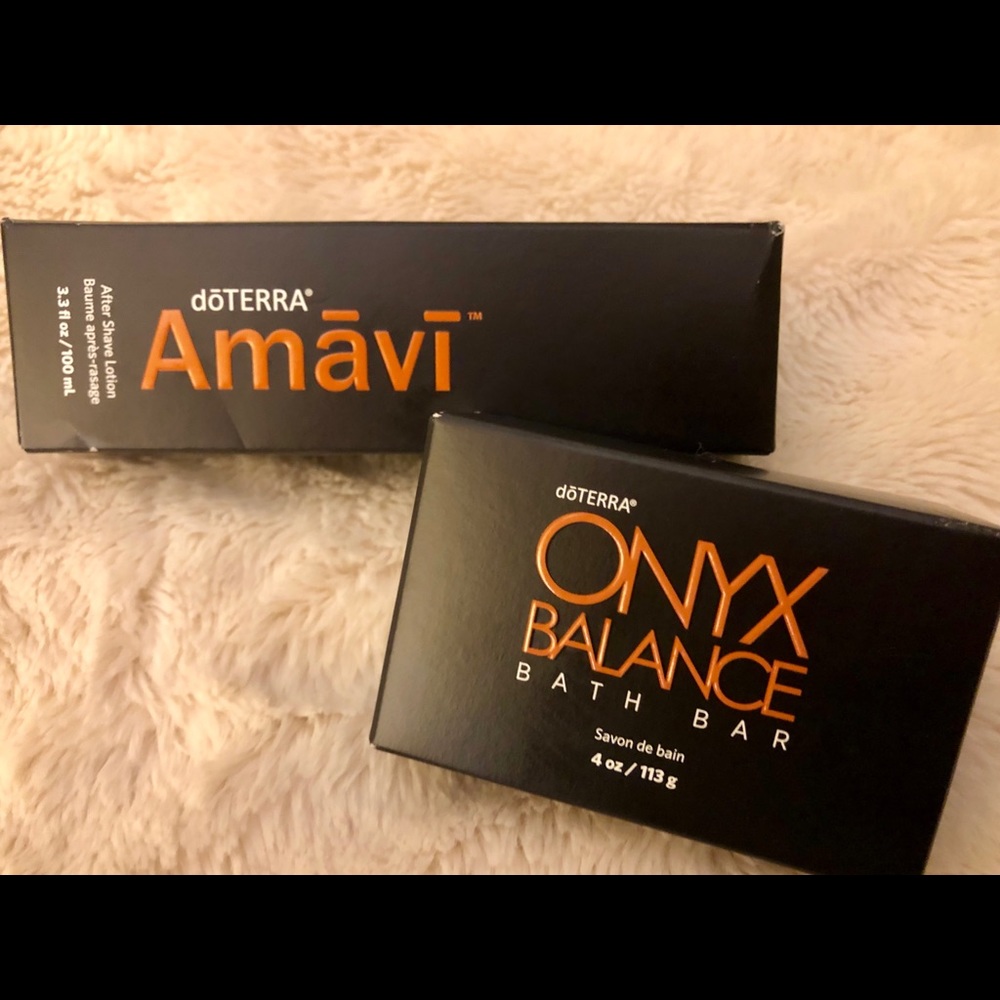 dōTERRA®
Amāvī™
After Shave Lotion
Baume après-rasage
3.3 fl oz / 100 mL
dōTERRA®
ONYX
BALANCE
BATH BAR
Savon de bain
4 oz / 113 g